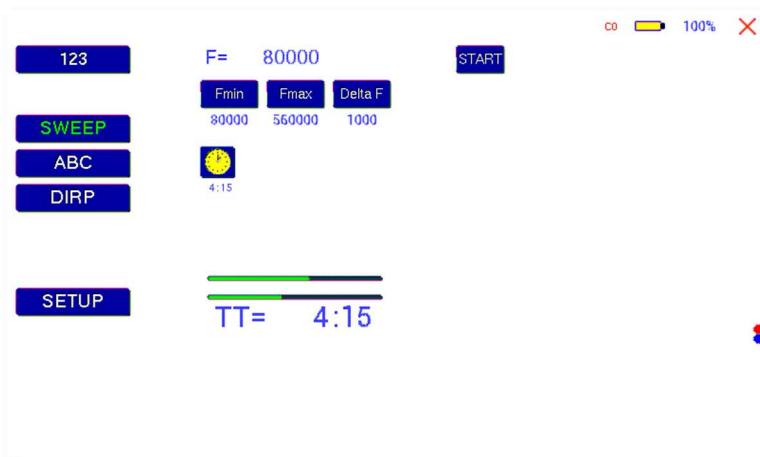 C0 100%
123 F= 80000 START
Fmin Fmax Delta F
80000 560000 1000
SWEEP
ABC
4:15
DIRP
SETUP
TT= 4:15